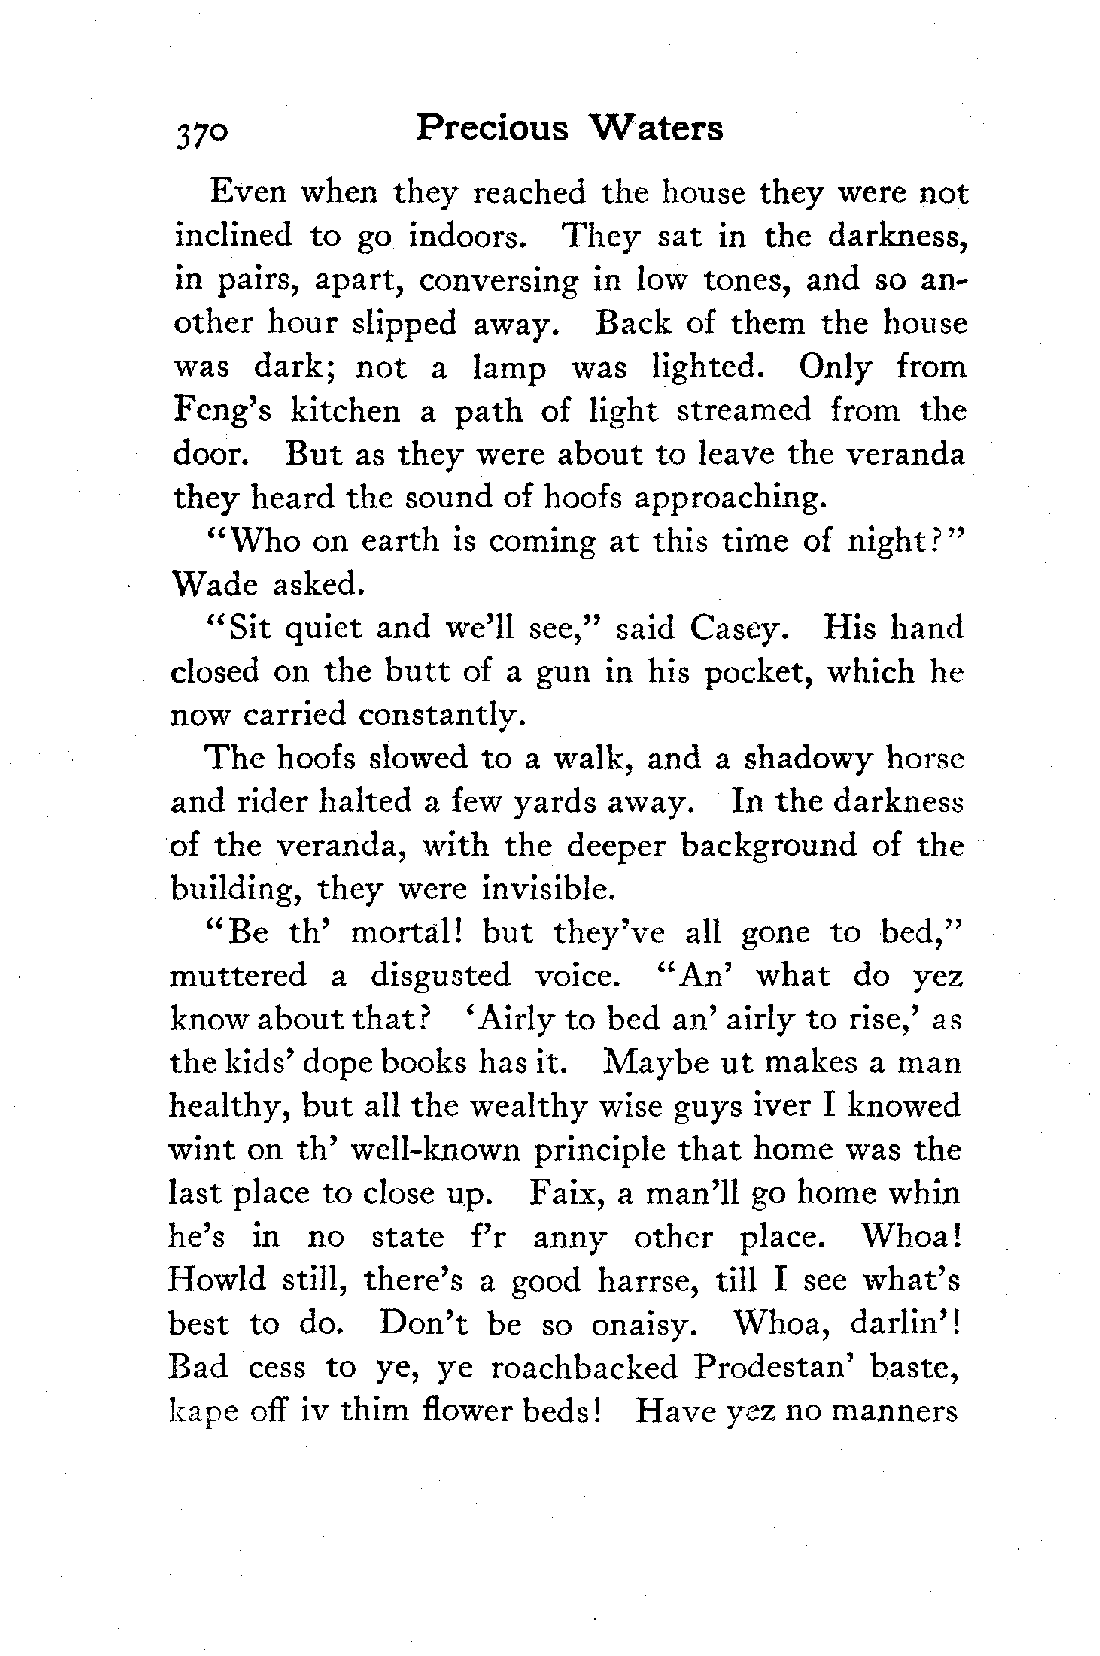 370 Precious Waters
Even when they reached the house they were not
inclined to go indoors. They sat in the darkness,
in pairs, apart, conversing in low tones, and so an-
other hour slipped away. Back of them the house
was dark; not a lamp was lighted. Only from
Feng's kitchen a path of light streamed from the
door. But as they were about to leave the veranda
they heard the sound of hoofs approaching.
"Who on earth is coming at this time of night?"
Wade asked.
"Sit quiet and we'll see," said Casey. His hand
closed on the butt of a gun in his pocket, which he
now carried constantly.
The hoofs slowed to a walk, and a shadowy horse
and rider halted a few yards away. In the darkness
of the veranda, with the deeper background of the
building, they were invisible.
"Be th' mortal! but they've all gone to bed,"
muttered a disgusted voice. "An' what do yez
know about that? 'Airly to bed an' airly to rise,' as
the kids' dope books has it. Maybe ut makes a man
healthy, but all the wealthy wise guys iver I knowed
wint on th' well-known principle that home was the
last place to close up. Faix, a man'll go home whin
he's in no state f'r anny other place. Whoa!
Howld still, there's a good harrse, till I see what's
best to do. Don't be so onaisy. Whoa, darlin'!
Bad cess to ye, ye roachbacked Prodestan' baste,
kape off iv thim flower beds! Have yez no manners